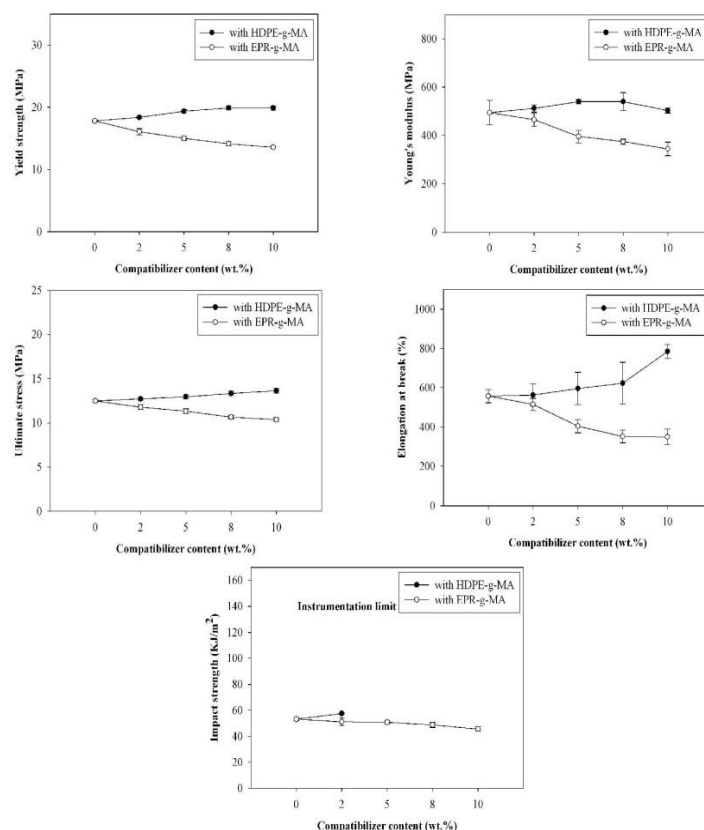 with HDPE-g-MA
with EPR-g-MA
30
20
10
0
Yield strength (MPa)
0 2 5 8 10
Compatibilizer content (wt.%)
with HDPE-g-MA
with EPR-g-MA
800
600
400
200
0
Young's modulus (MPa)
0 2 5 8 10
Compatibilizer content (wt.%)
with HDPE-g-MA
with EPR-g-MA
25
20
15
10
5
0
Ultimate stress (MPa)
0 2 5 8 10
Compatibilizer content (wt.%)
with HDPE-g-MA
with EPR-g-MA
1000
800
600
400
200
0
Elongation at break (%)
0 2 5 8 10
Compatibilizer content (wt.%)
with HDPE-g-MA
with EPR-g-MA
Instrumentation limit
160
140
120
100
80
60
40
20
0
Impact strength (KJ/m²)
0 2 5 8 10
Compatibilizer content (wt.%)